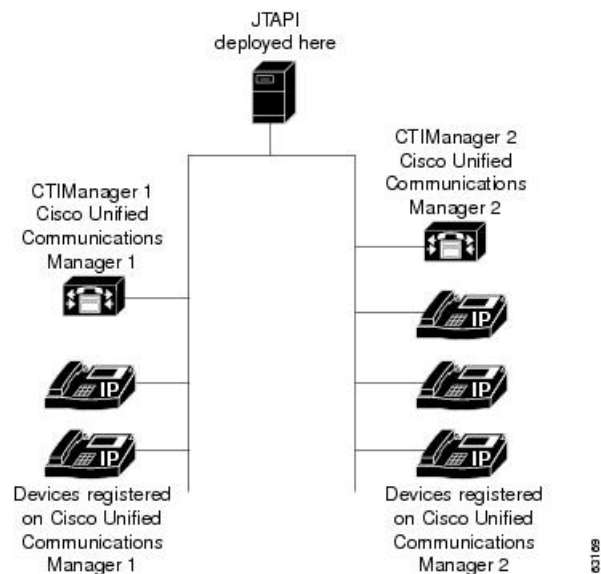 JTAPI
deployed here
CTIManager 1
Cisco Unified
Communications
Manager 1
CTIManager 2
Cisco Unified
Communications
Manager 2
IP
IP
IP
IP
IP
Devices registered
on Cisco Unified
Communications
Manager 1
Devices registered
on Cisco Unified
Communications
Manager 2
63169